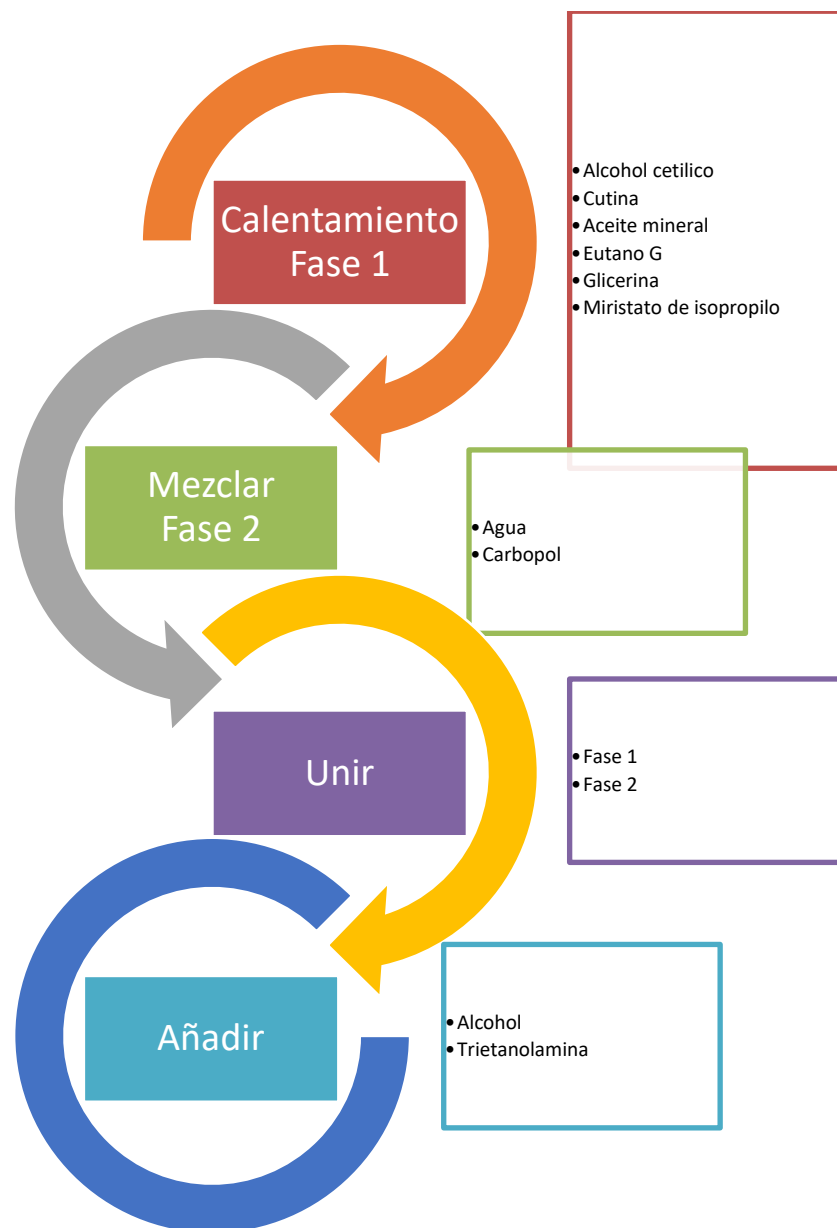 Calentamiento
Fase 1
• Alcohol cetilico
• Cutina
• Aceite mineral
• Eutano G
• Glicerina
• Miristato de isopropilo
Mezclar
Fase 2
• Agua
• Carbopol
Unir
• Fase 1
• Fase 2
Añadir
• Alcohol
• Trietanolamina